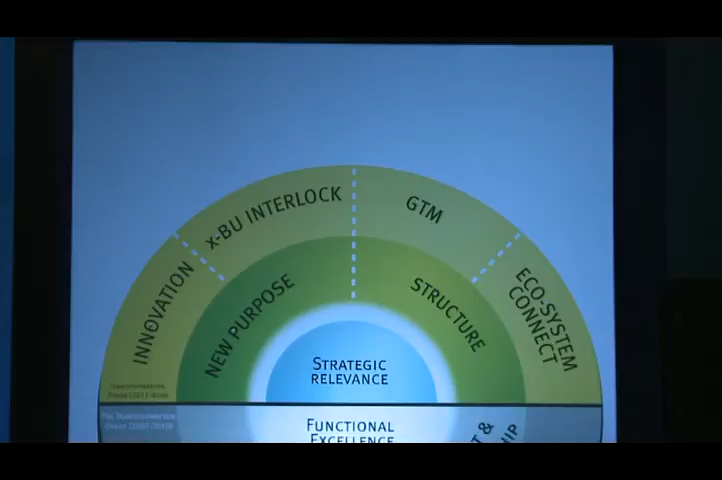 X-BU INTERLOCK
GTM
INNOVATION
NEW PURPOSE
STRUCTURE
ECO-SYSTEM
CONNECT
STRATEGIC
RELEVANCE
FUNCTIONAL
EXCELLENCE
&